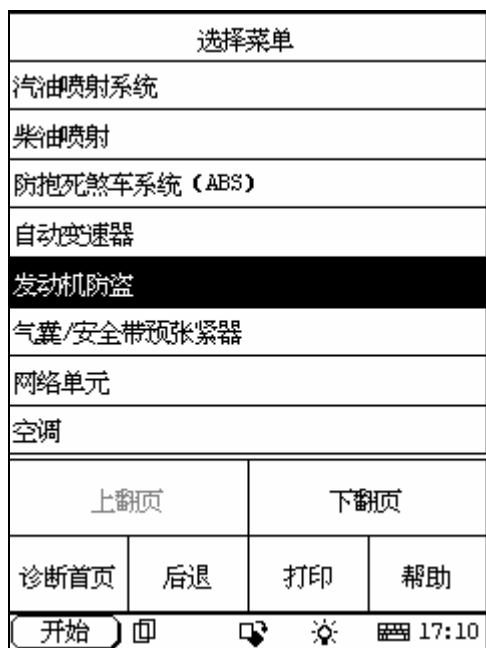 选择菜单
汽油喷射系统
柴油喷射
防抱死煞车系统（ABS）
自动变速器
发动机防盗
气囊/安全带预张紧器
网络单元
空调
上翻页 下翻页
诊断首页 后退 打印 帮助
开始 17:10